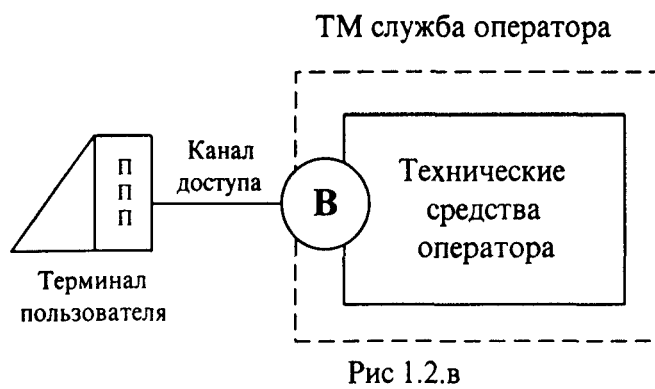 ТМ служба оператора
Канал
доступа
П
П
П
В
Технические
средства
оператора
Терминал
пользователя
Рис 1.2.в